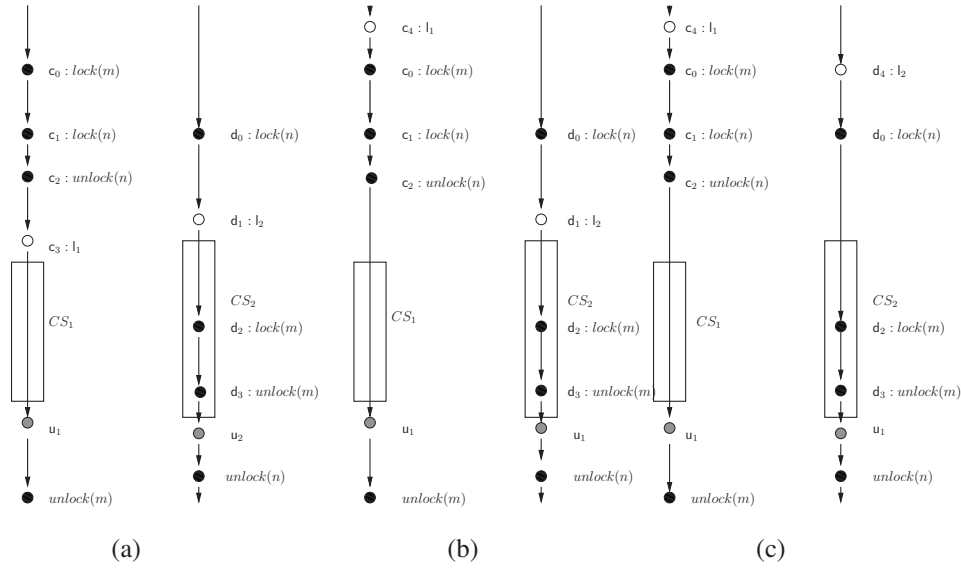 c₀ : lock(m)
c₁ : lock(n)
c₂ : unlock(n)
c₃ : l₁
CS₁
u₁
unlock(m)
d₀ : lock(n)
d₁ : l₂
CS₂
d₂ : lock(m)
d₃ : unlock(m)
u₂
unlock(n)
(a)
c₄ : l₁
c₀ : lock(m)
c₁ : lock(n)
c₂ : unlock(n)
CS₁
u₁
unlock(m)
d₀ : lock(n)
d₁ : l₂
CS₂
d₂ : lock(m)
d₃ : unlock(m)
u₁
unlock(n)
(b)
c₄ : l₁
c₀ : lock(m)
c₁ : lock(n)
c₂ : unlock(n)
CS₁
u₁
unlock(m)
d₄ : l₂
d₀ : lock(n)
CS₂
d₂ : lock(m)
d₃ : unlock(m)
u₁
unlock(n)
(c)